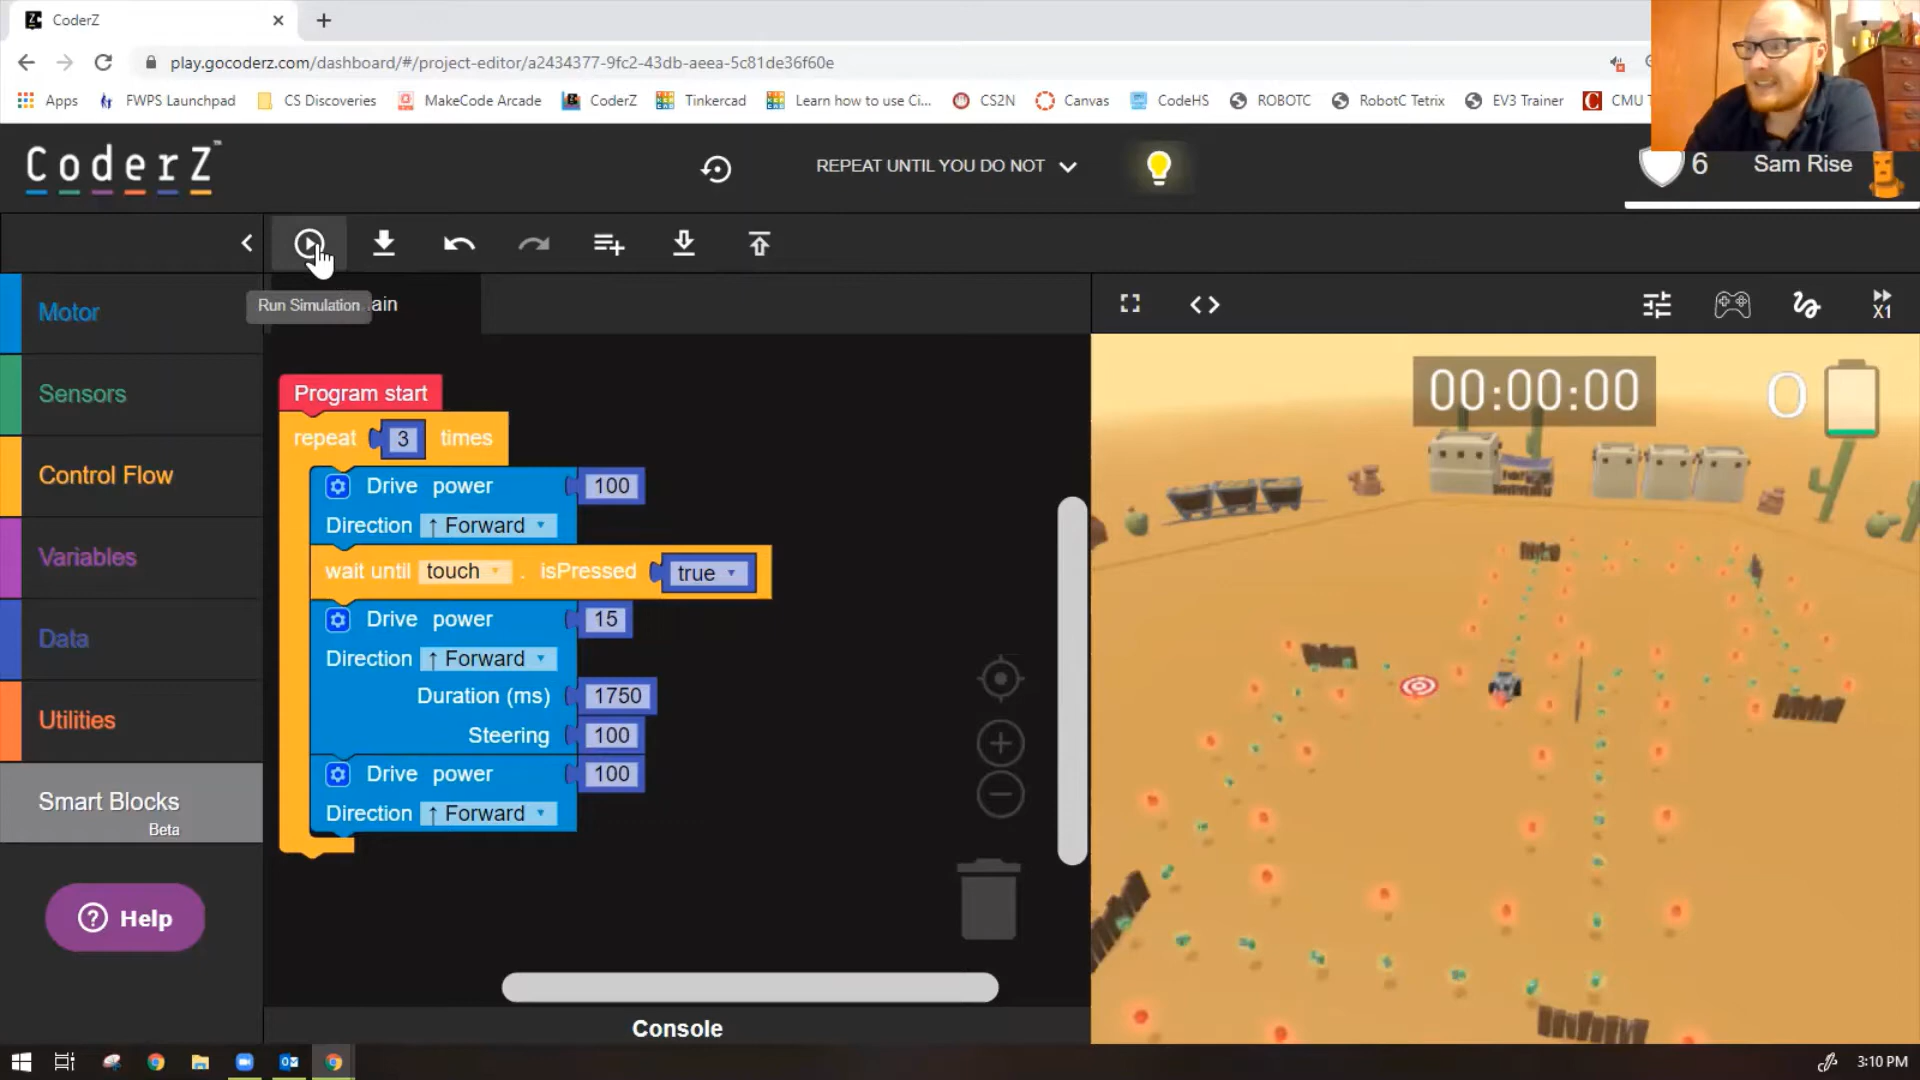 CoderZ
play.gocoderz.com/dashboard/#/project-editor/a2434377-9fc2-43db-aeea-5c81de36f60e
Apps FWPS Launchpad CS Discoveries MakeCode Arcade CoderZ Tinkercad Learn how to use Ci... CS2N Canvas CodeHS ROBOTC RobotC Tetrix EV3 Trainer CMU
CoderZ™
REPEAT UNTIL YOU DO NOT
6 Sam Rise
Run Simulation
ain
X1
Motor
Sensors
Control Flow
Variables
Data
Utilities
Smart Blocks
Beta
Help
Program start
repeat 3 times
Drive power 100
Direction ↑ Forward
wait until touch . isPressed true
Drive power 15
Direction ↑ Forward
Duration (ms) 1750
Steering 100
Drive power 100
Direction ↑ Forward
00:00:00 0
Console
3:10 PM